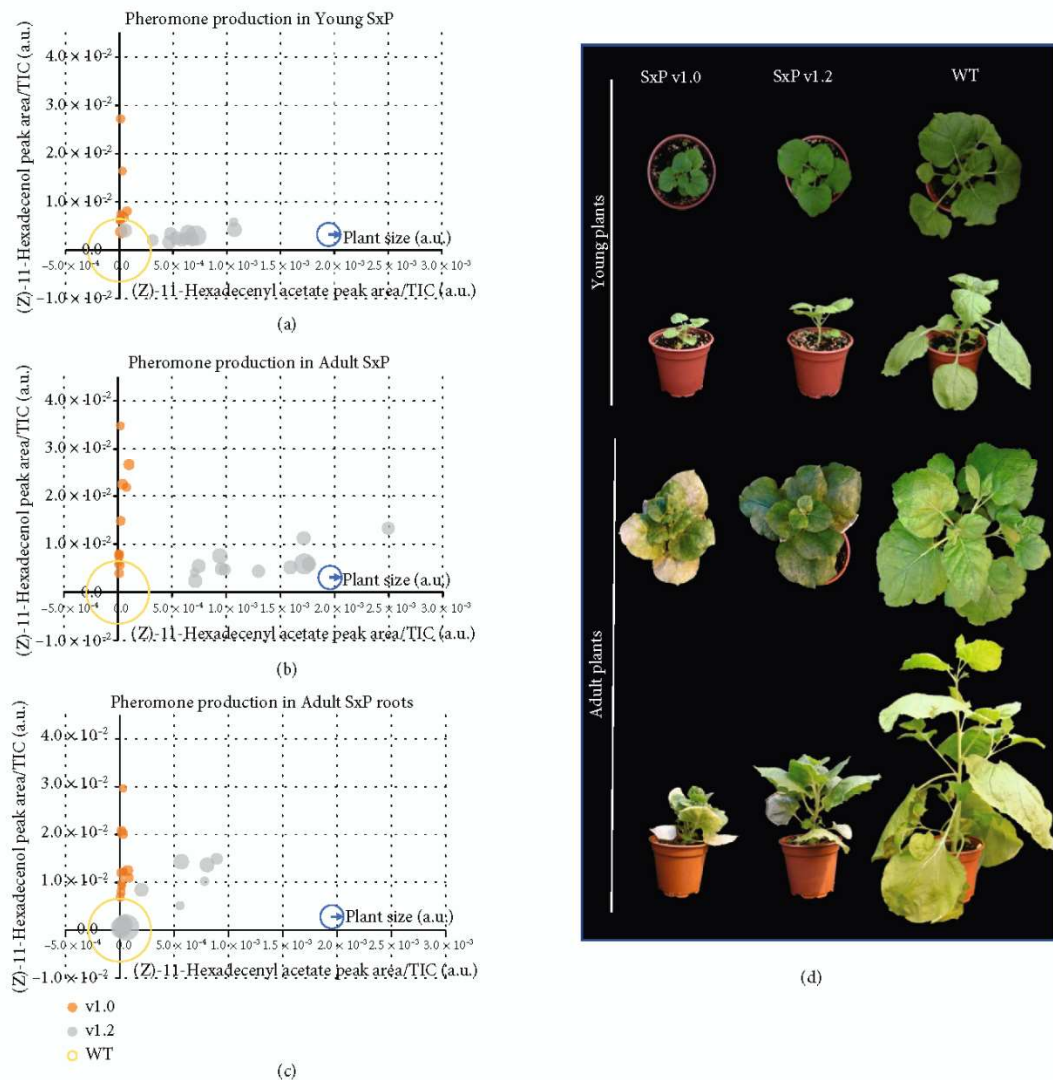 Pheromone production in Young SxP
(Z)-11-Hexadecenol peak area/TIC (a.u.)
4.0 × 10⁻²
3.0 × 10⁻²
2.0 × 10⁻²
1.0 × 10⁻²
0.0
−1.0 × 10⁻²
−5.0 × 10⁻⁴ 0.0 5.0 × 10⁻⁴ 1.0 × 10⁻³ 1.5 × 10⁻³ 2.0 × 10⁻³ 2.5 × 10⁻³ 3.0 × 10⁻³
Plant size (a.u.)
(Z)-11-Hexadecenyl acetate peak area/TIC (a.u.)
(a)
Pheromone production in Adult SxP
(Z)-11-Hexadecenol peak area/TIC (a.u.)
4.0 × 10⁻²
3.0 × 10⁻²
2.0 × 10⁻²
1.0 × 10⁻²
0.0
−1.0 × 10⁻²
−5.0 × 10⁻⁴ 0.0 5.0 × 10⁻⁴ 1.0 × 10⁻³ 1.5 × 10⁻³ 2.0 × 10⁻³ 2.5 × 10⁻³ 3.0 × 10⁻³
Plant size (a.u.)
(Z)-11-Hexadecenyl acetate peak area/TIC (a.u.)
(b)
Pheromone production in Adult SxP roots
(Z)-11-Hexadecenol peak area/TIC (a.u.)
4.0 × 10⁻²
3.0 × 10⁻²
2.0 × 10⁻²
1.0 × 10⁻²
0.0
−1.0 × 10⁻²
−5.0 × 10⁻⁴ 0.0 5.0 × 10⁻⁴ 1.0 × 10⁻³ 1.5 × 10⁻³ 2.0 × 10⁻³ 2.5 × 10⁻³ 3.0 × 10⁻³
Plant size (a.u.)
(Z)-11-Hexadecenyl acetate peak area/TIC (a.u.)
v1.0
v1.2
WT
(c)
SxP v1.0 SxP v1.2 WT
Young plants
Adult plants
(d)